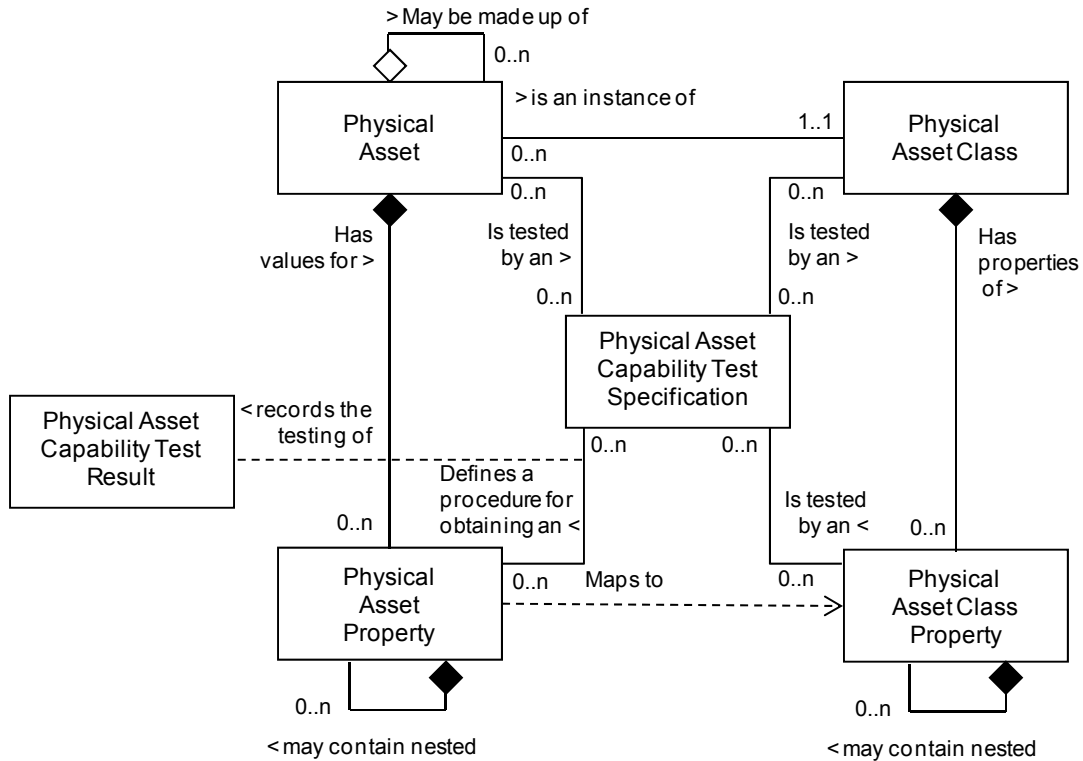 > May be made up of
0..n
Physical
Asset
> is an instance of
1..1
0..n
Physical
Asset Class
0..n
0..n
Has
values for >
Is tested
by an >
Is tested
by an >
Has
properties
of >
0..n
0..n
Physical Asset
Capability Test
Specification
Physical Asset
Capability Test
Result
< records the
testing of
0..n
0..n
Defines a
procedure for
obtaining an <
Is tested
by an <
0..n
0..n
Physical
Asset
Property
0..n
Maps to
0..n
Physical
Asset Class
Property
0..n
0..n
< may contain nested
< may contain nested